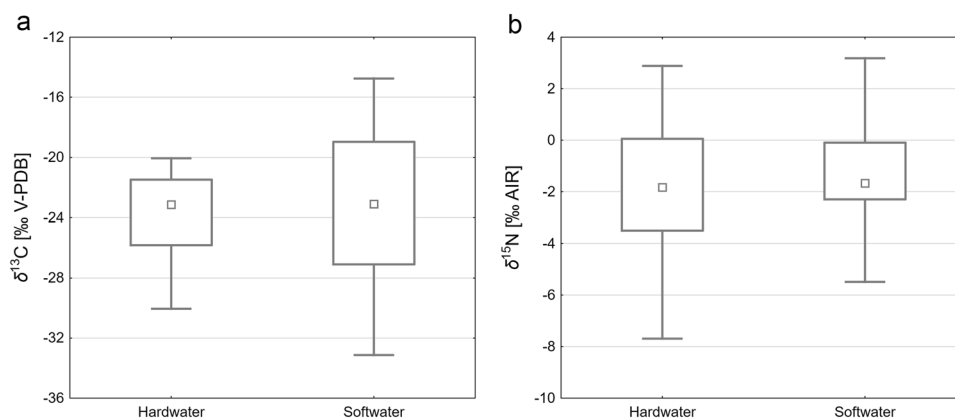 a
-12
-16
-20
-24
-28
-32
-36
δ13C [‰ V-PDB]
Hardwater Softwater
b
4
2
0
-2
-4
-6
-8
-10
δ15N [‰ AIR]
Hardwater Softwater